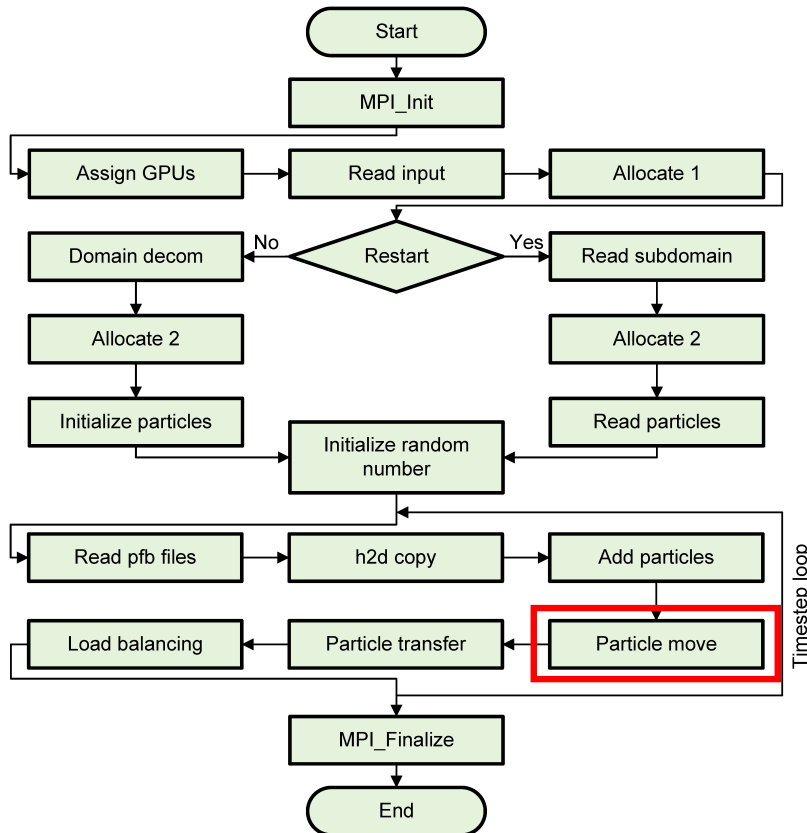 Start
MPI_Init
Assign GPUs
Read input
Allocate 1
No
Restart
Yes
Domain decom
Read subdomain
Allocate 2
Allocate 2
Initialize particles
Read particles
Initialize random
number
Read pfb files
h2d copy
Add particles
Timestep loop
Load balancing
Particle transfer
Particle move
MPI_Finalize
End